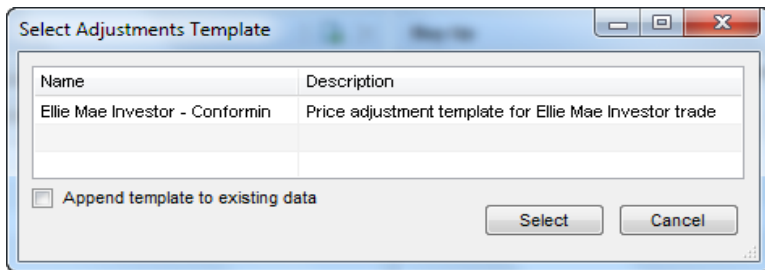 Select Adjustments Template
Name Description
Ellie Mae Investor - Conformin Price adjustment template for Ellie Mae Investor trade
Append template to existing data
Select Cancel